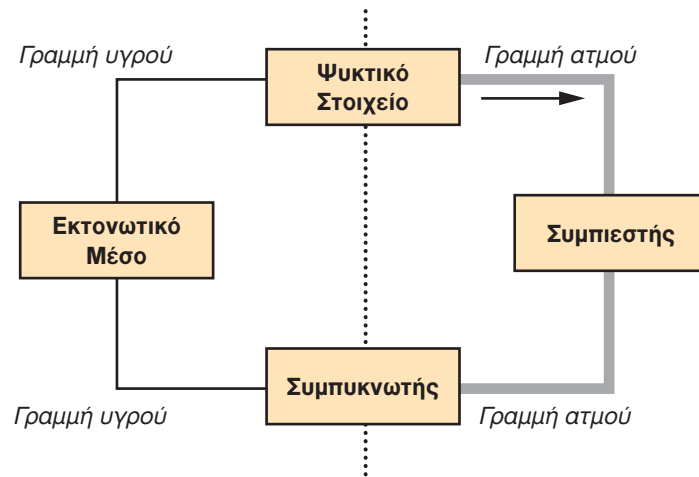 Γραμμή υγρού
Ψυκτικό
Στοιχείο
Γραμμή ατμού
Εκτονωτικό
Μέσο
Συμπιεστής
Συμπυκνωτής
Γραμμή υγρού
Γραμμή ατμού